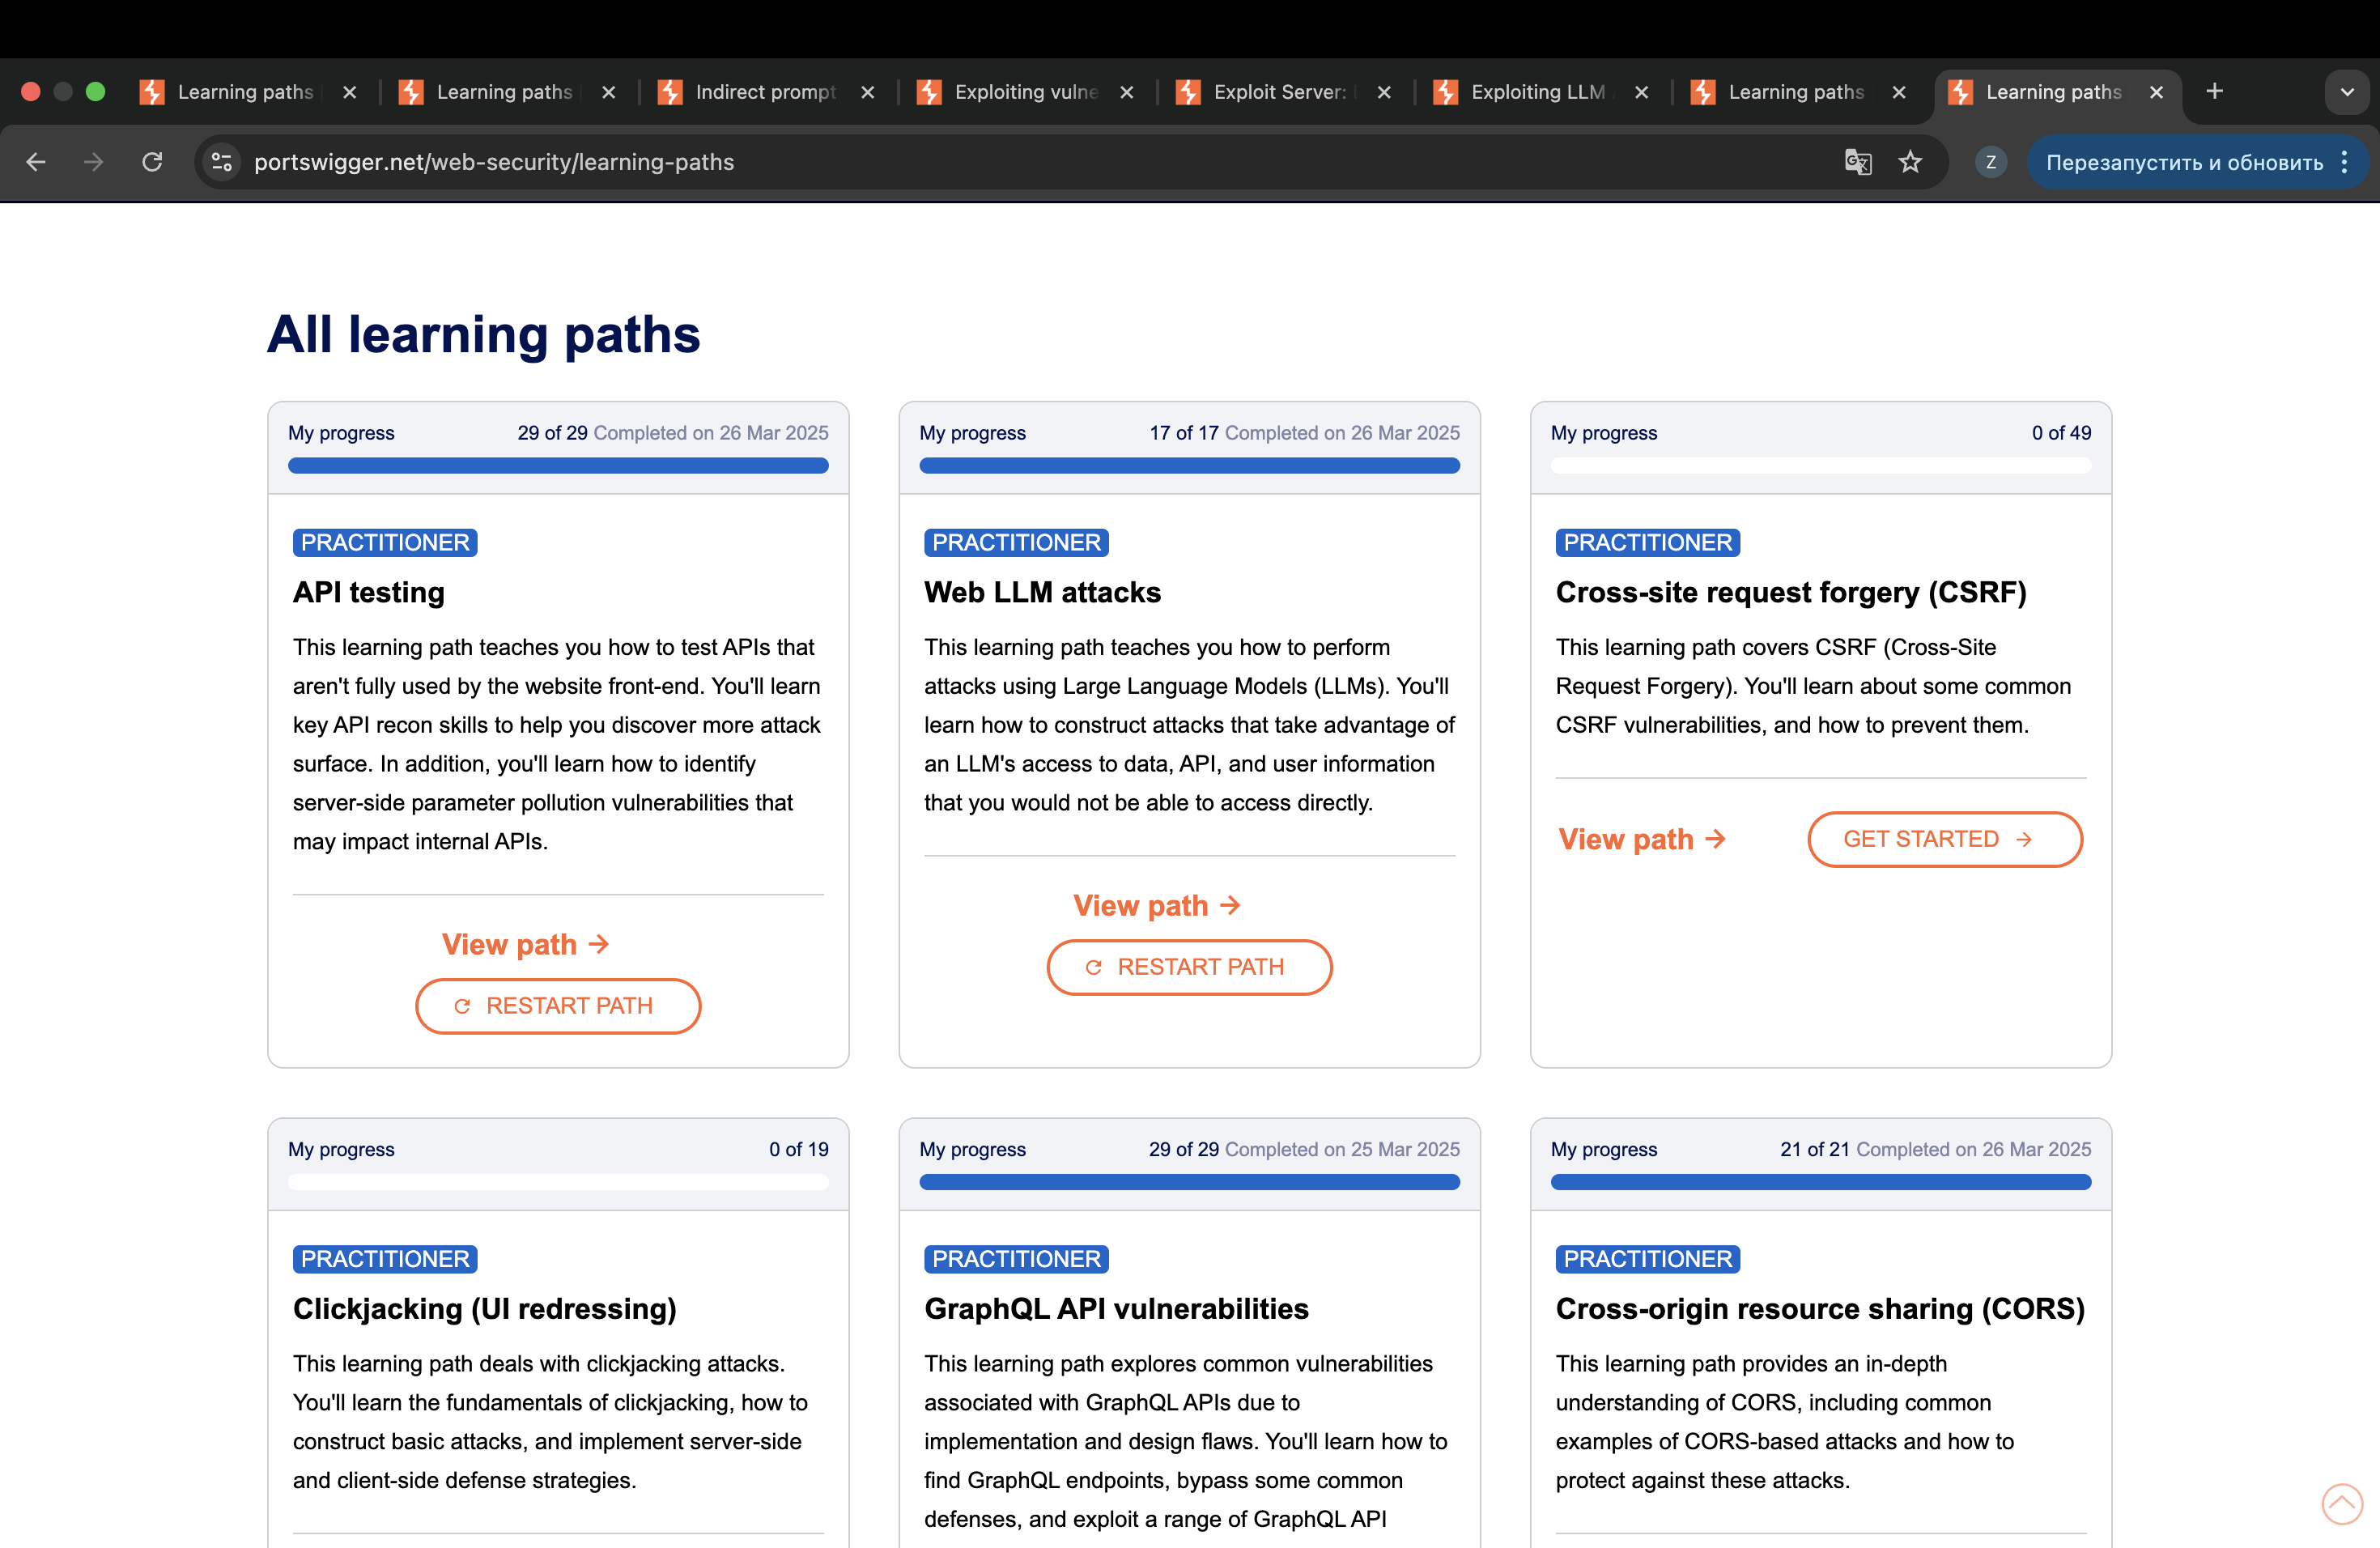 Learning paths
Learning paths
Indirect prompt
Exploiting vulne
Exploit Server:
Exploiting LLM
Learning paths
Learning paths
portswigger.net/web-security/learning-paths
Z
Перезапустить и обновить
All learning paths
My progress
29 of 29 Completed on 26 Mar 2025
PRACTITIONER
API testing
This learning path teaches you how to test APIs that
aren't fully used by the website front-end. You'll learn
key API recon skills to help you discover more attack
surface. In addition, you'll learn how to identify
server-side parameter pollution vulnerabilities that
may impact internal APIs.
View path →
RESTART PATH
My progress
17 of 17 Completed on 26 Mar 2025
PRACTITIONER
Web LLM attacks
This learning path teaches you how to perform
attacks using Large Language Models (LLMs). You'll
learn how to construct attacks that take advantage of
an LLM's access to data, API, and user information
that you would not be able to access directly.
View path →
RESTART PATH
My progress
0 of 49
PRACTITIONER
Cross-site request forgery (CSRF)
This learning path covers CSRF (Cross-Site
Request Forgery). You'll learn about some common
CSRF vulnerabilities, and how to prevent them.
View path →
GET STARTED →
My progress
0 of 19
PRACTITIONER
Clickjacking (UI redressing)
This learning path deals with clickjacking attacks.
You'll learn the fundamentals of clickjacking, how to
construct basic attacks, and implement server-side
and client-side defense strategies.
My progress
29 of 29 Completed on 25 Mar 2025
PRACTITIONER
GraphQL API vulnerabilities
This learning path explores common vulnerabilities
associated with GraphQL APIs due to
implementation and design flaws. You'll learn how to
find GraphQL endpoints, bypass some common
defenses, and exploit a range of GraphQL API
My progress
21 of 21 Completed on 26 Mar 2025
PRACTITIONER
Cross-origin resource sharing (CORS)
This learning path provides an in-depth
understanding of CORS, including common
examples of CORS-based attacks and how to
protect against these attacks.